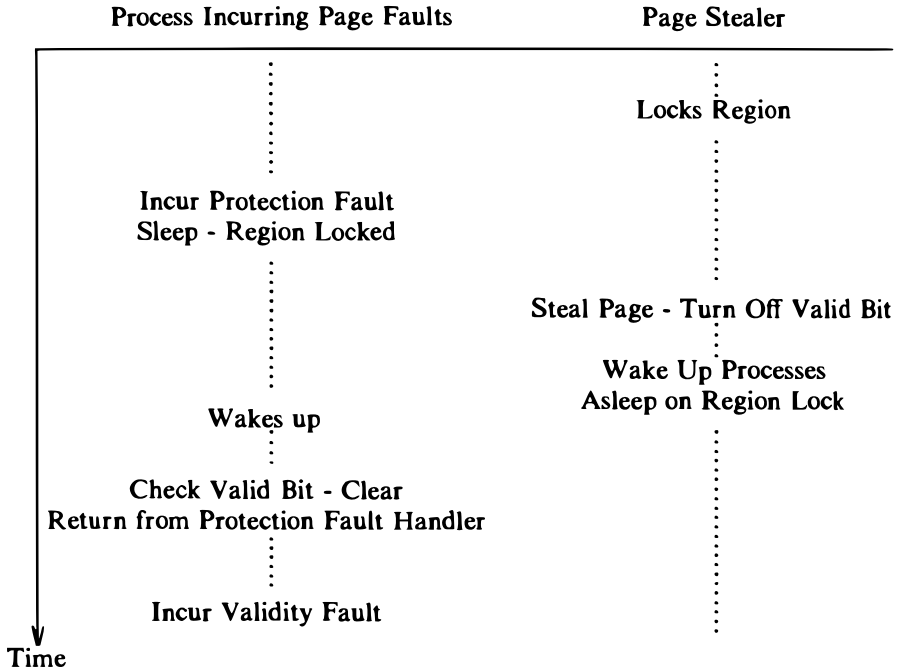 Process Incurring Page Faults
Page Stealer
Locks Region
Incur Protection Fault
Sleep - Region Locked
Steal Page - Turn Off Valid Bit
Wake Up Processes
Asleep on Region Lock
Wakes up
Check Valid Bit - Clear
Return from Protection Fault Handler
Incur Validity Fault
Time